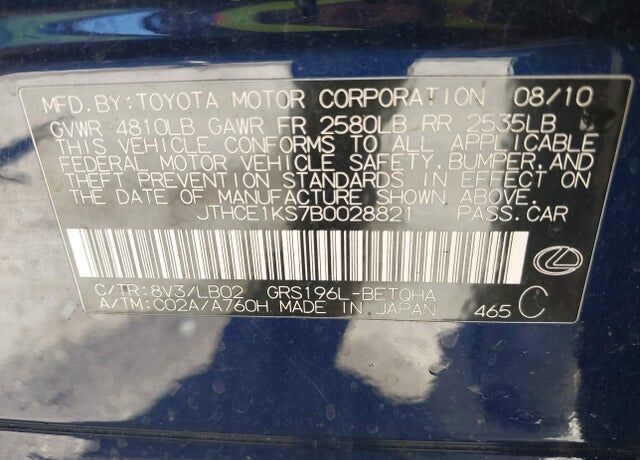 MFD. BY: TOYOTA MOTOR CORPORATION 08/10
GVWR 4810LB GAWR FR 2580LB RR 2535LB
THIS VEHICLE CONFORMS TO ALL APPLICABLE
FEDERAL MOTOR VEHICLE SAFETY, BUMPER, AND
THEFT PREVENTION STANDARDS IN EFFECT ON
THE DATE OF MANUFACTURE SHOWN ABOVE.
JTHCE1KS7B0028821 PASS. CAR
C/TR: 8V3/LB02 GRS196L-BETQHA
A/TM: C02A/A760H MADE IN JAPAN 465 C